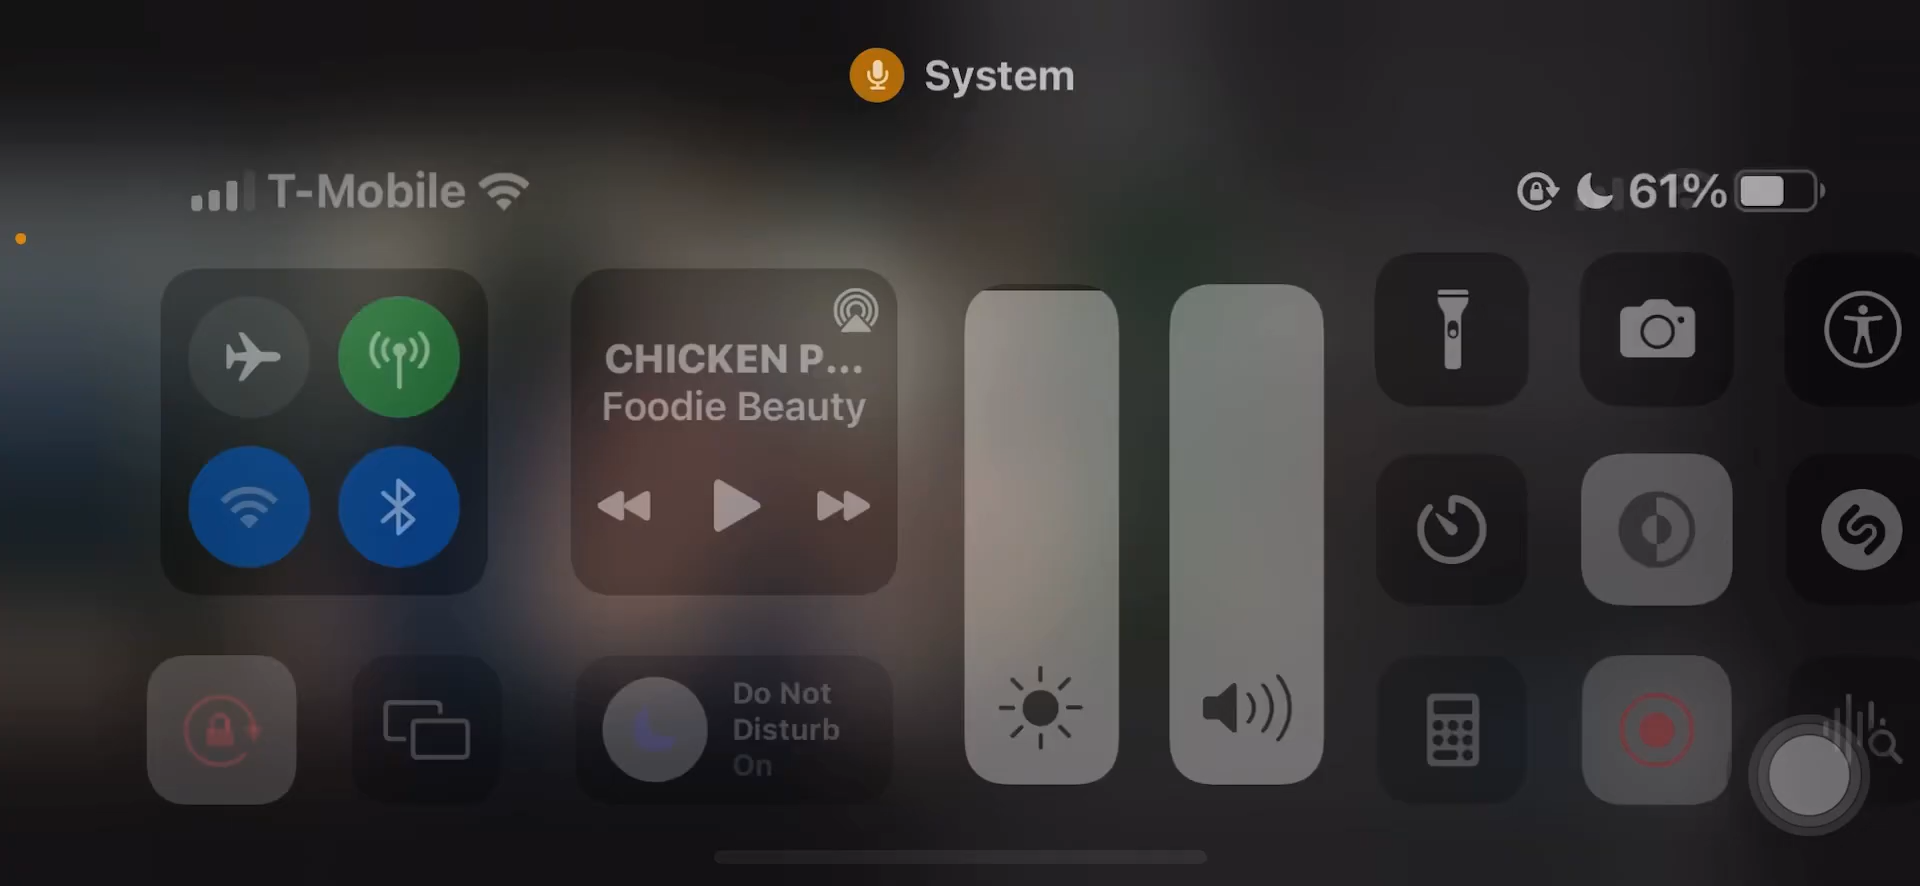 System
T-Mobile
61%
CHICKEN P...
Foodie Beauty
Do Not
Disturb
On